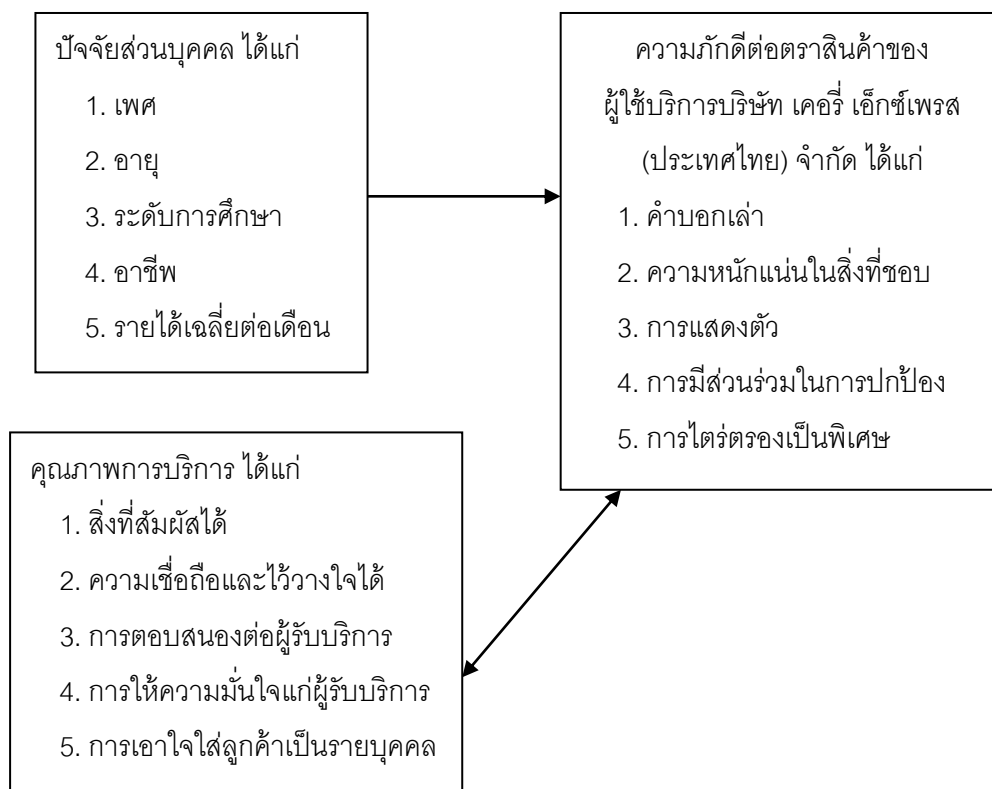 ปัจจัยส่วนบุคคล ได้แก่
1. เพศ
2. อายุ
3. ระดับการศึกษา
4. อาชีพ
5. รายได้เฉลี่ยต่อเดือน
ความภักดีต่อตราสินค้าของ
ผู้ใช้บริการบริษัท เคอรี่ เอ็กซ์เพรส
(ประเทศไทย) จำกัด ได้แก่
1. คำบอกเล่า
2. ความหนักแน่นในสิ่งที่ชอบ
3. การแสดงตัว
4. การมีส่วนร่วมในการปกป้อง
5. การไตร่ตรองเป็นพิเศษ
คุณภาพการบริการ ได้แก่
1. สิ่งที่สัมผัสได้
2. ความเชื่อถือและไว้วางใจได้
3. การตอบสนองต่อผู้รับบริการ
4. การให้ความมั่นใจแก่ผู้รับบริการ
5. การเอาใจใส่ลูกค้าเป็นรายบุคคล